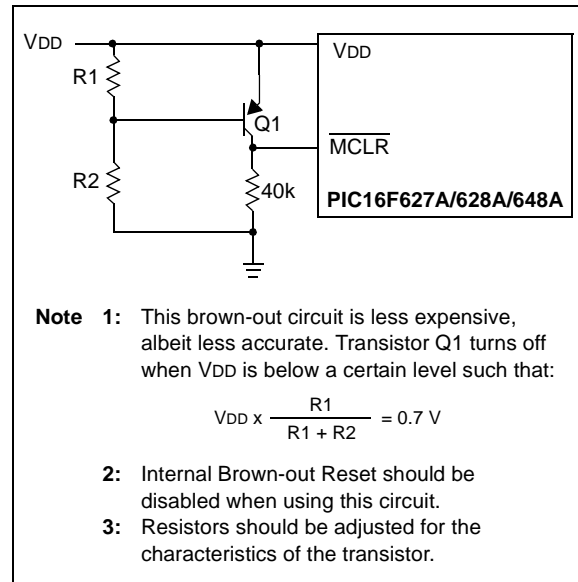 VDD
VDD
R1
Q1
MCLR
R2
40k
PIC16F627A/628A/648A
Note 1: This brown-out circuit is less expensive,
albeit less accurate. Transistor Q1 turns off
when VDD is below a certain level such that:
VDD x R1 / R1 + R2 = 0.7 V
2: Internal Brown-out Reset should be
disabled when using this circuit.
3: Resistors should be adjusted for the
characteristics of the transistor.